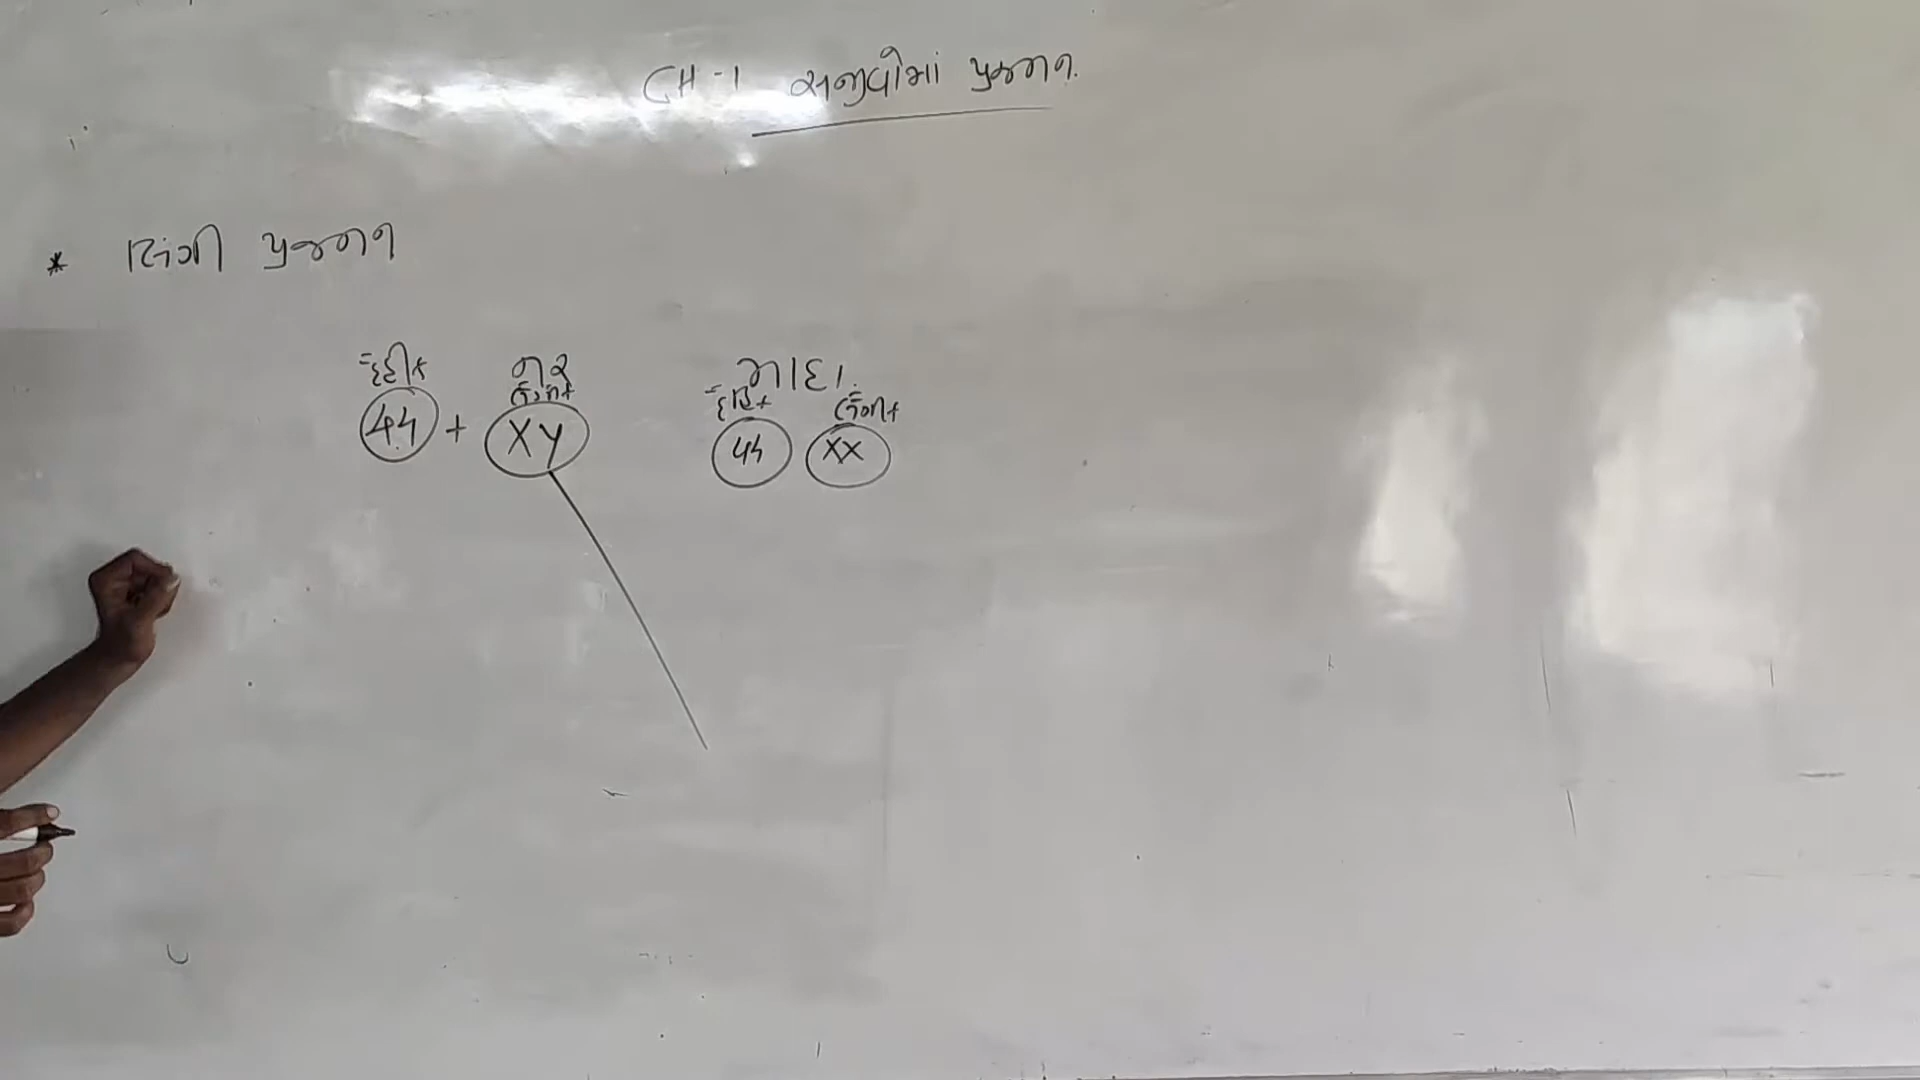 CH-1 સજીવોમાં પ્રજનન.
* લિંગી પ્રજનન
દૈહીક નર માદા.
લૈંગીક દૈહિક લૈંગીક
44 + XY 44 XX